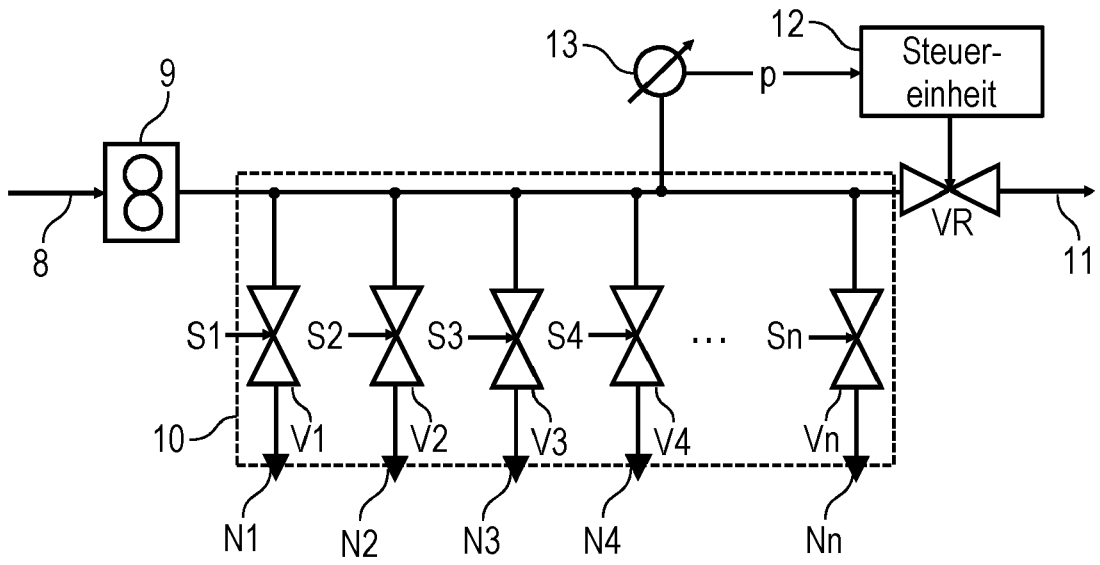 13
12
Steuer-
einheit
p
9
8
VR
11
S1
S2
S3
S4
...
Sn
10
V1
V2
V3
V4
Vn
N1
N2
N3
N4
Nn